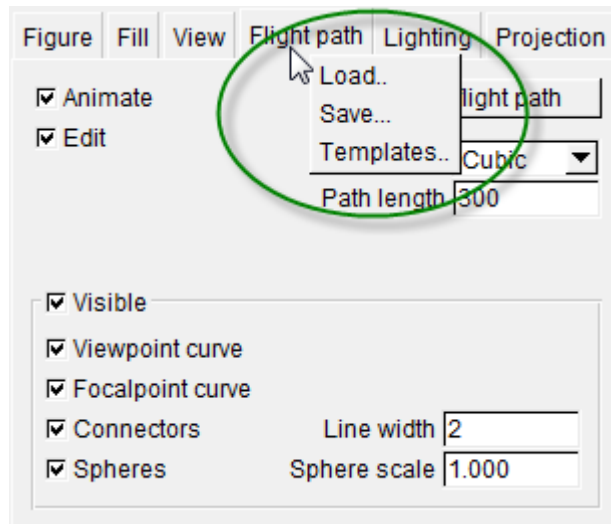 Figure Fill View Flight path Lighting Projection
Animate
Load..
light path
Edit
Save...
Templates..
Cubic
Path length 300
Visible
Viewpoint curve
Focalpoint curve
Connectors Line width 2
Spheres Sphere scale 1.000